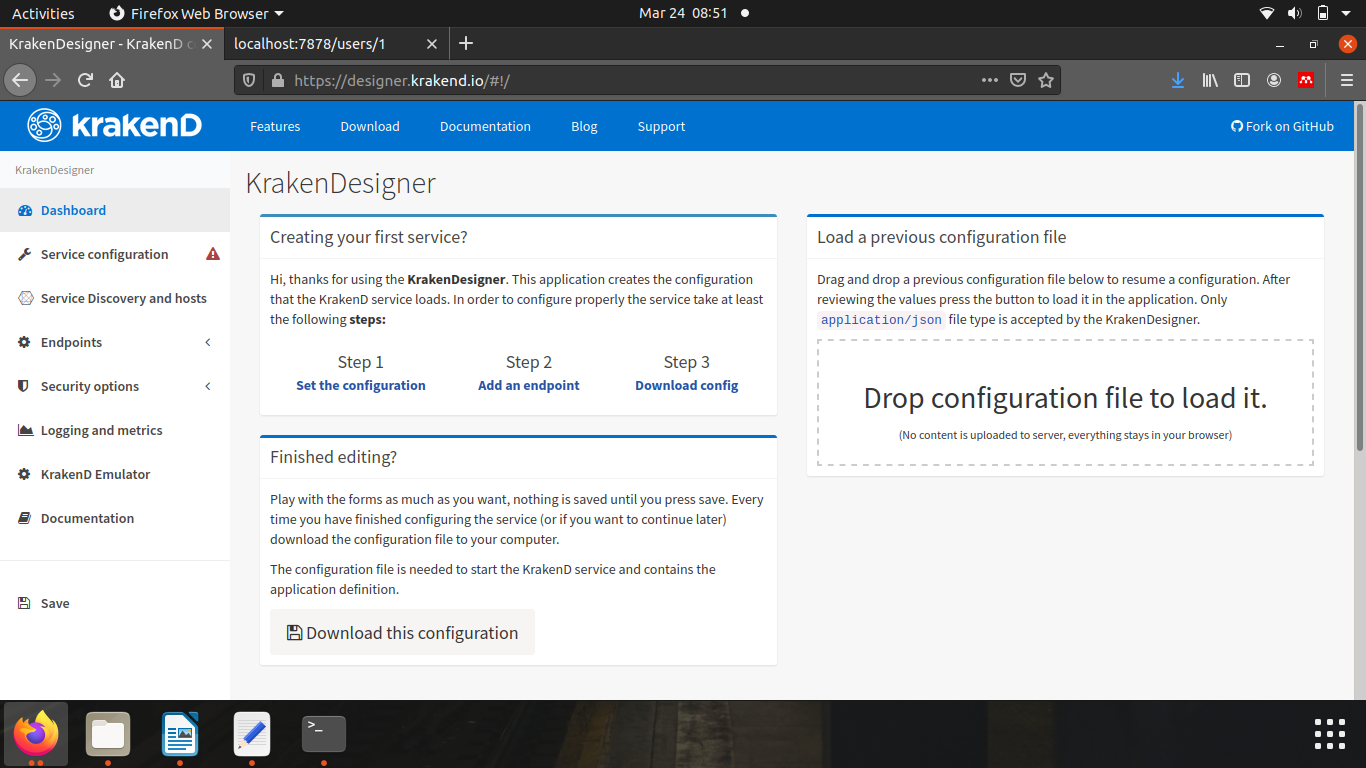 Activities
Firefox Web Browser
Mar 24 08:51
KrakenDesigner - KrakenD c
localhost:7878/users/1
https://designer.krakend.io/#!/
krakenD
Features
Download
Documentation
Blog
Support
Fork on GitHub
KrakenDesigner
Dashboard
Service configuration
Service Discovery and hosts
Endpoints
Security options
Logging and metrics
KrakenD Emulator
Documentation
Save
KrakenDesigner
Creating your first service?
Hi, thanks for using the KrakenDesigner. This application creates the configuration
that the KrakenD service loads. In order to configure properly the service take at least
the following steps:
Step 1
Set the configuration
Step 2
Add an endpoint
Step 3
Download config
Finished editing?
Play with the forms as much as you want, nothing is saved until you press save. Every
time you have finished configuring the service (or if you want to continue later)
download the configuration file to your computer.
The configuration file is needed to start the KrakenD service and contains the
application definition.
Download this configuration
Load a previous configuration file
Drag and drop a previous configuration file below to resume a configuration. After
reviewing the values press the button to load it in the application. Only
application/json file type is accepted by the KrakenDesigner.
Drop configuration file to load it.
(No content is uploaded to server, everything stays in your browser)